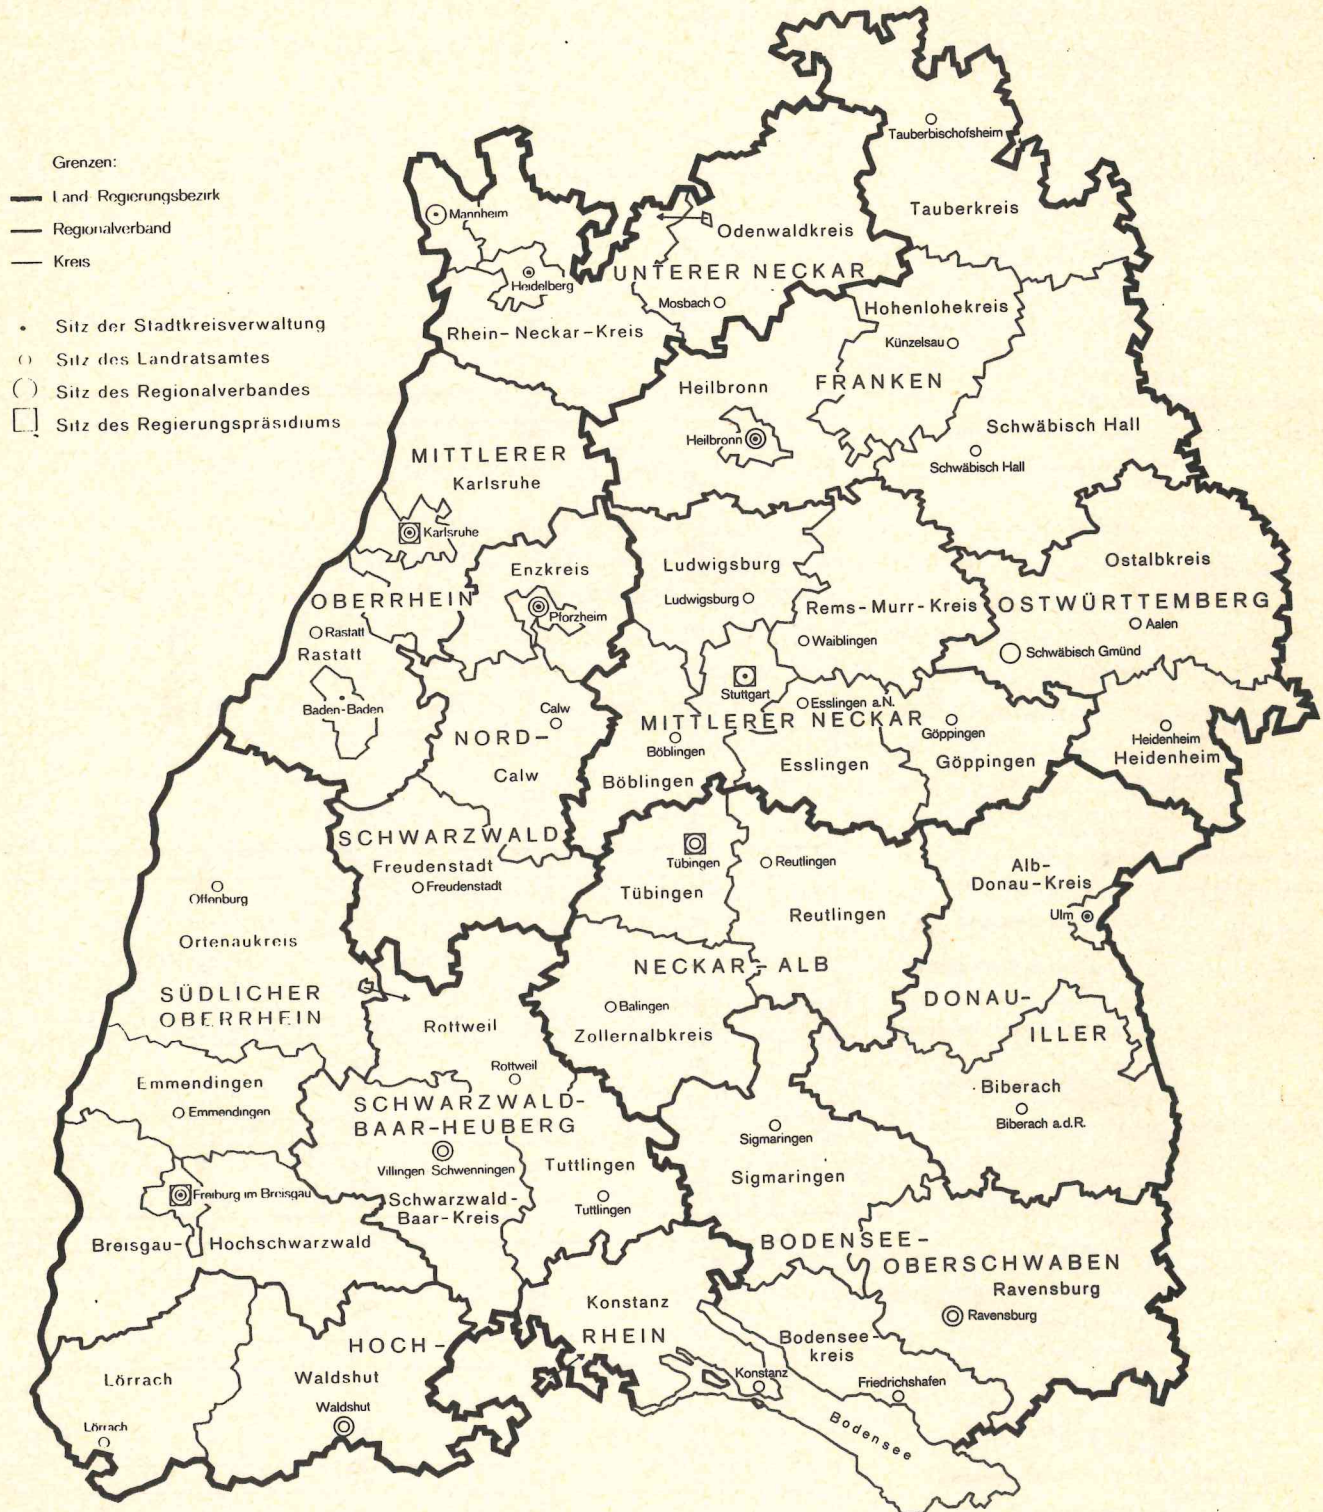 Grenzen:
Land Regierungsbezirk
Regionalverband
Kreis
Sitz der Stadtkreisverwaltung
Sitz des Landratsamtes
Sitz des Regionalverbandes
Sitz des Regierungspräsidiums
Tauberbischofsheim
Tauberkreis
Mannheim
Odenwaldkreis
UNTERER NECKAR
Heidelberg
Mosbach
Hohenlohekreis
Rhein-Neckar-Kreis
Künzelsau
Heilbronn
FRANKEN
Heilbronn
Schwäbisch Hall
Schwäbisch Hall
MITTLERER
Karlsruhe
Karlsruhe
Enzkreis
Ludwigsburg
Ostalbkreis
OBERRHEIN
Pforzheim
Ludwigsburg
Rems-Murr-Kreis
OSTWÜRTTEMBERG
Aalen
Rastatt
Rastatt
Waiblingen
Schwäbisch Gmünd
Stuttgart
Baden-Baden
Calw
Esslingen a.N.
MITTLERER NECKAR
Göppingen
NORD-
Böblingen
Heidenheim
Heidenheim
Calw
Böblingen
Esslingen
Göppingen
SCHWARZWALD
Freudenstadt
Freudenstadt
Tübingen
Tübingen
Reutlingen
Reutlingen
Alb-
Donau-Kreis
Ulm
Offenburg
Ortenaukreis
SÜDLICHER
OBERRHEIN
NECKAR-ALB
Balingen
Zollernalbkreis
DONAU-
ILLER
Rottweil
Rottweil
Emmendingen
Emmendingen
SCHWARZWALD-
BAAR-HEUBERG
Villingen Schwenningen
Biberach
Biberach a.d.R.
Sigmaringen
Sigmaringen
Tuttlingen
Tuttlingen
Freiburg im Breisgau
Schwarzwald-
Baar-Kreis
Breisgau-Hochschwarzwald
BODENSEE-
OBERSCHWABEN
Ravensburg
Ravensburg
Konstanz
RHEIN
HOCH-
Bodensee-
kreis
Lörrach
Waldshut
Konstanz
Friedrichshafen
Waldshut
Lörrach
Bodensee